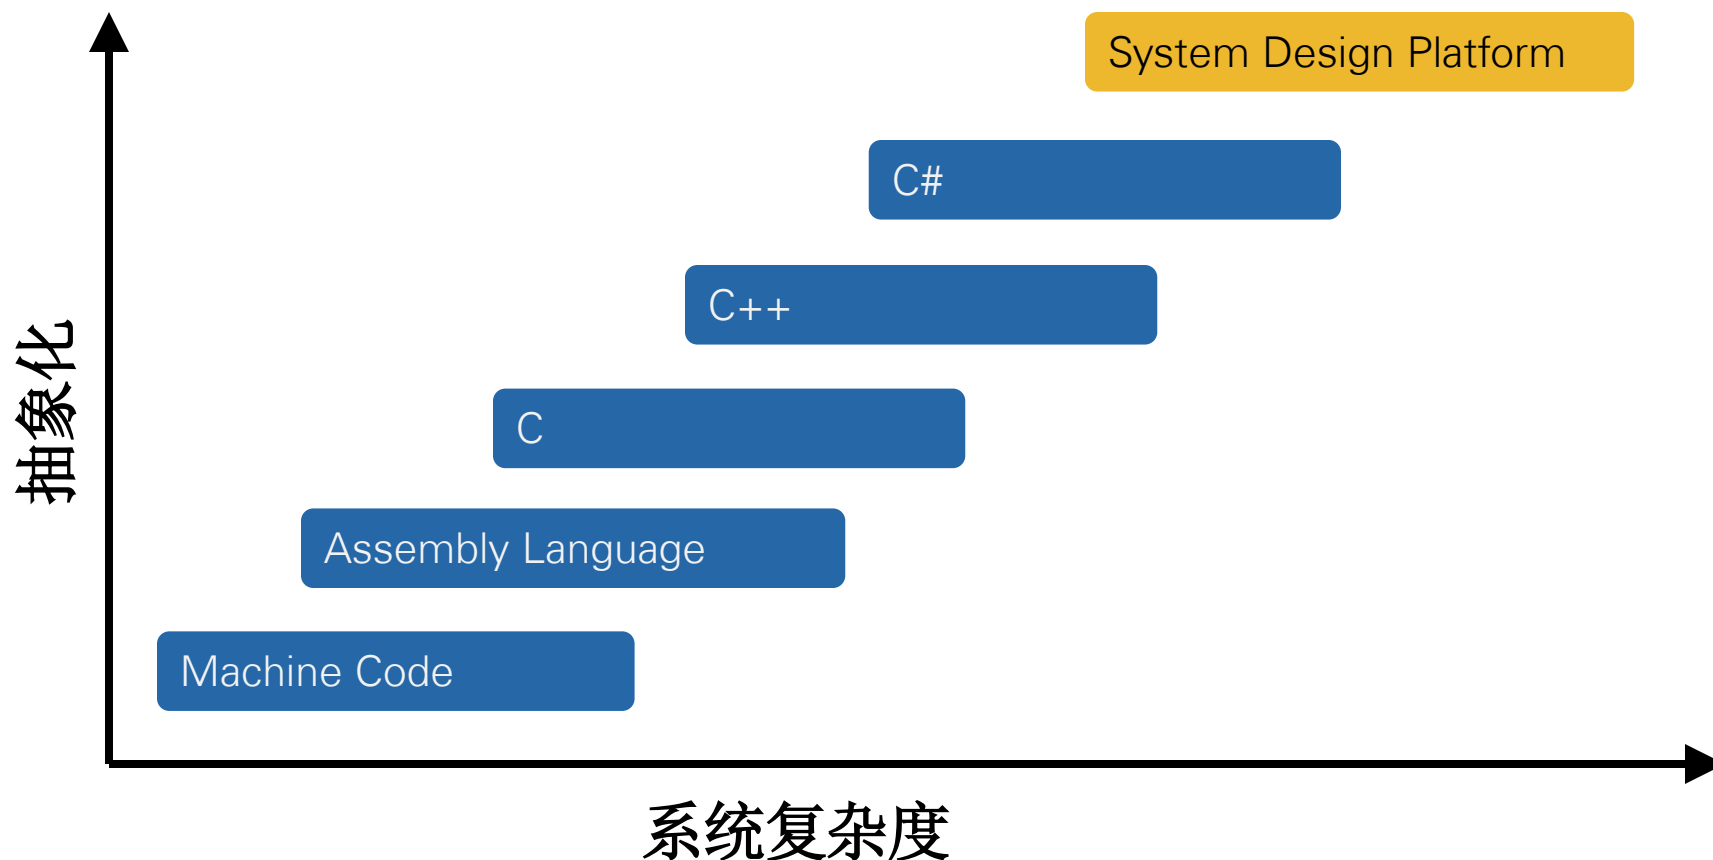 System Design Platform
C#
C++
C
Assembly Language
Machine Code
抽象化
系统复杂度